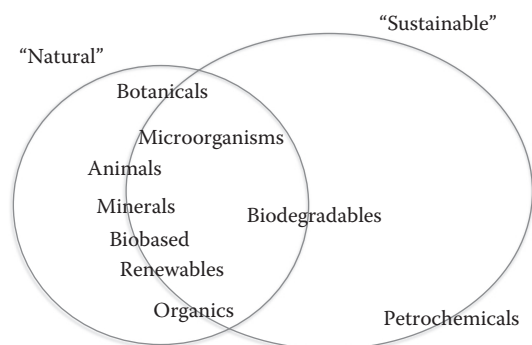 “Sustainable”
“Natural”
Botanicals
Microorganisms
Animals
Minerals
Biodegradables
Biobased
Renewables
Organics
Petrochemicals